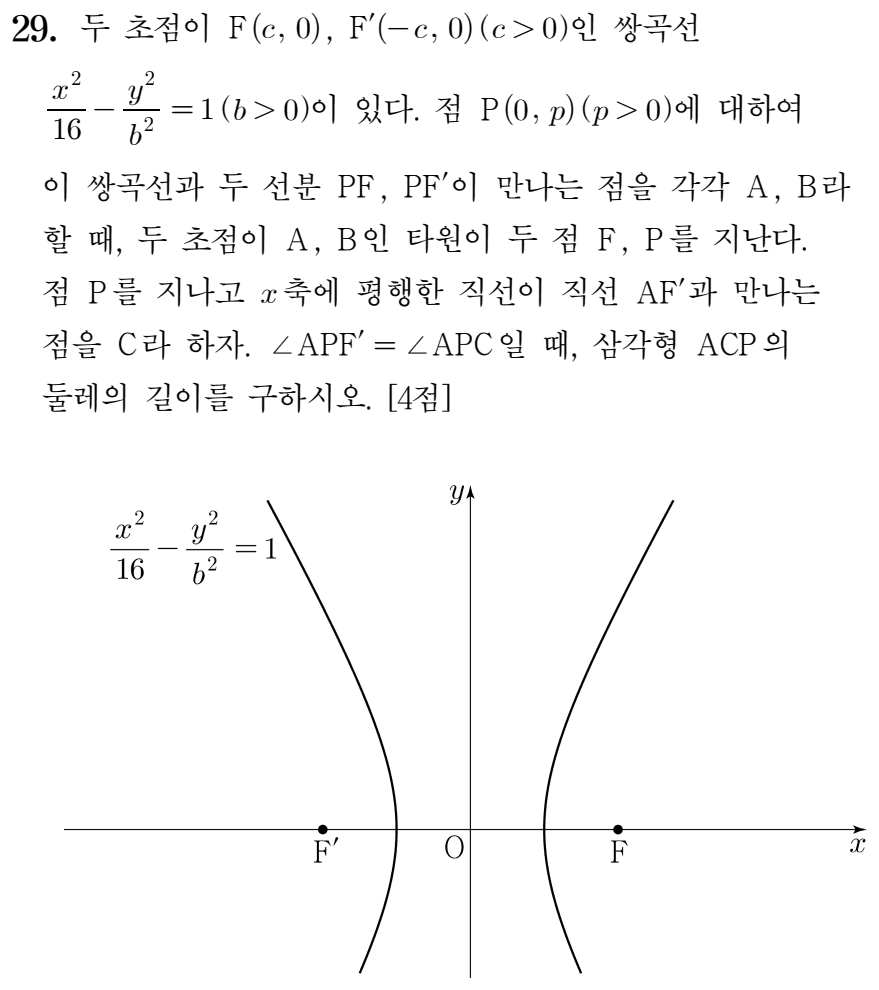 29. 두 초점이 F(c, 0), F′(−c, 0)(c>0)인 쌍곡선
x²/16 − y²/b² = 1(b>0)이 있다. 점 P(0, p)(p>0)에 대하여
이 쌍곡선과 두 선분 PF, PF′이 만나는 점을 각각 A, B라
할 때, 두 초점이 A, B인 타원이 두 점 F, P를 지난다.
점 P를 지나고 x축에 평행한 직선이 직선 AF′과 만나는
점을 C라 하자. ∠APF′ = ∠APC일 때, 삼각형 ACP의
둘레의 길이를 구하시오. [4점]
y
x²/16 − y²/b² = 1
F′
O
F
x